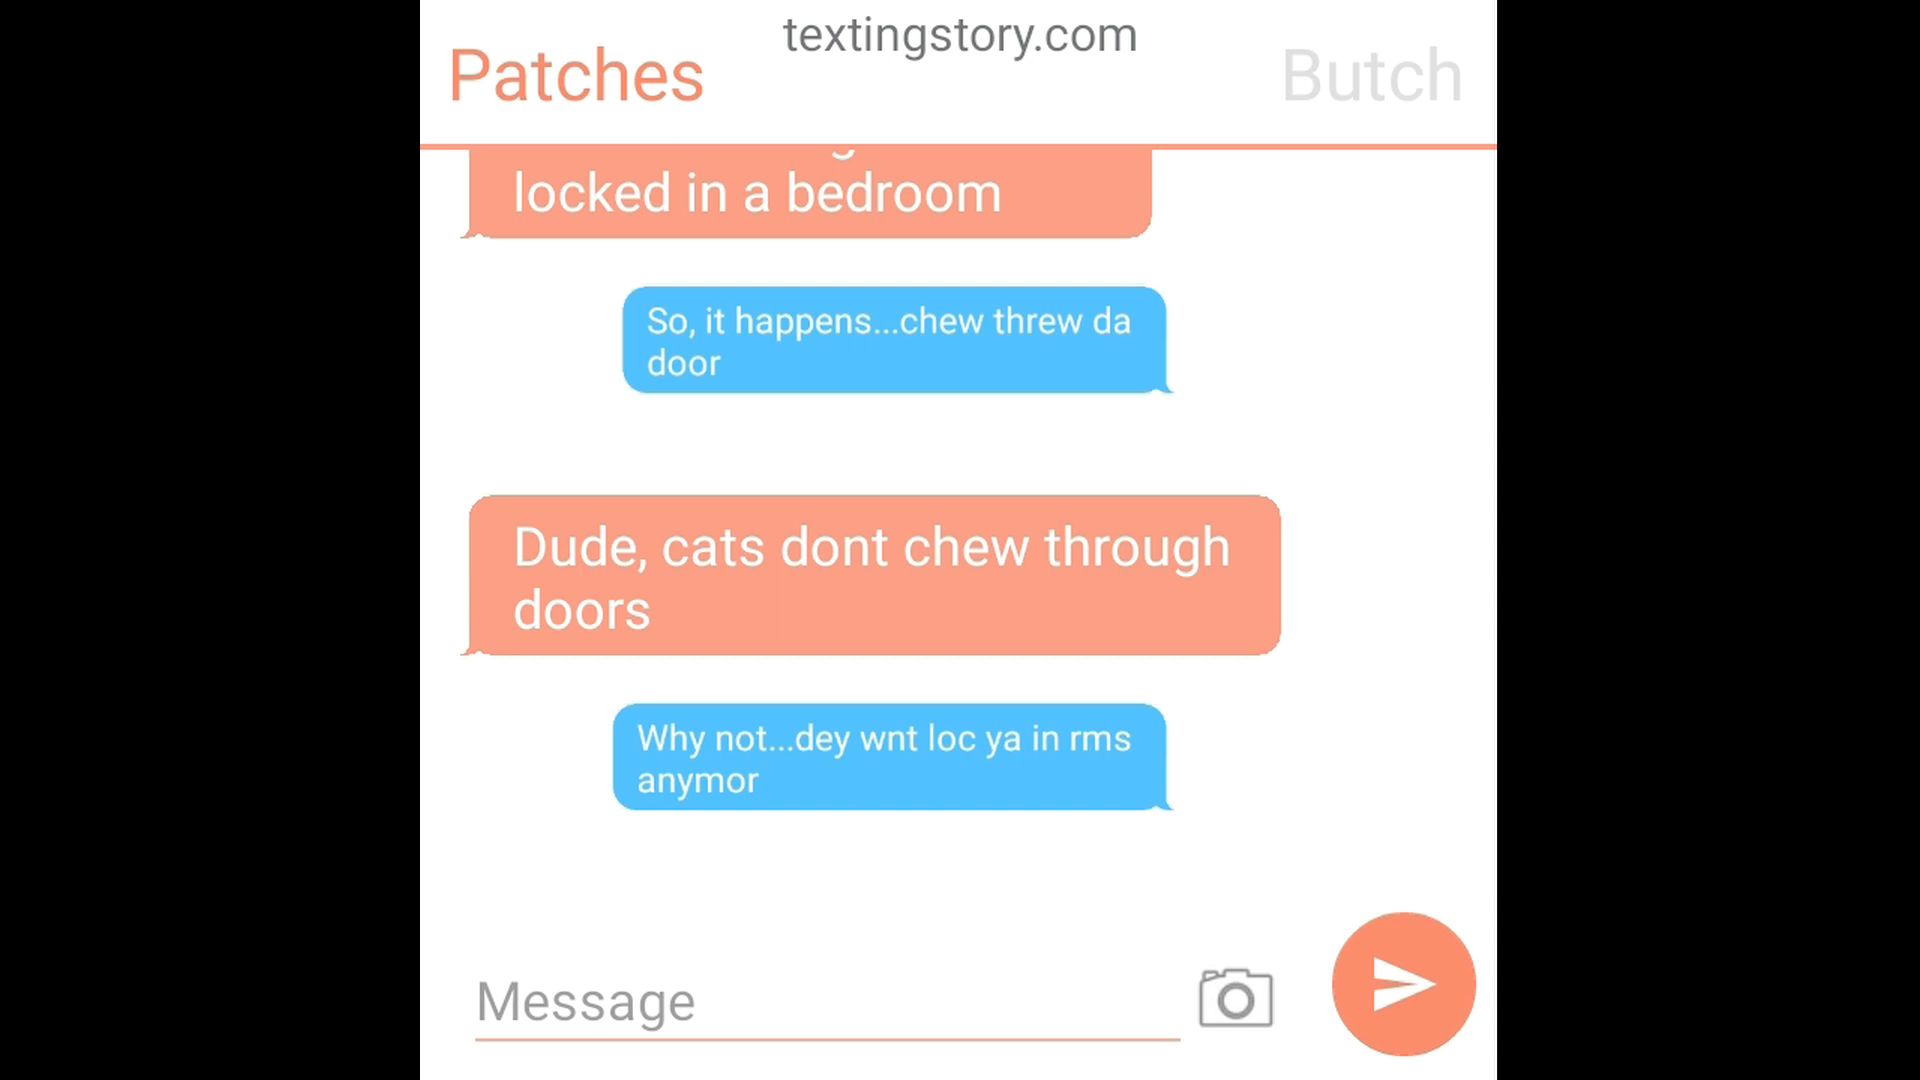 textingstory.com
Patches
Butch
locked in a bedroom
So, it happens...chew threw da
door
Dude, cats dont chew through
doors
Why not...dey wnt loc ya in rms
anymor
Message